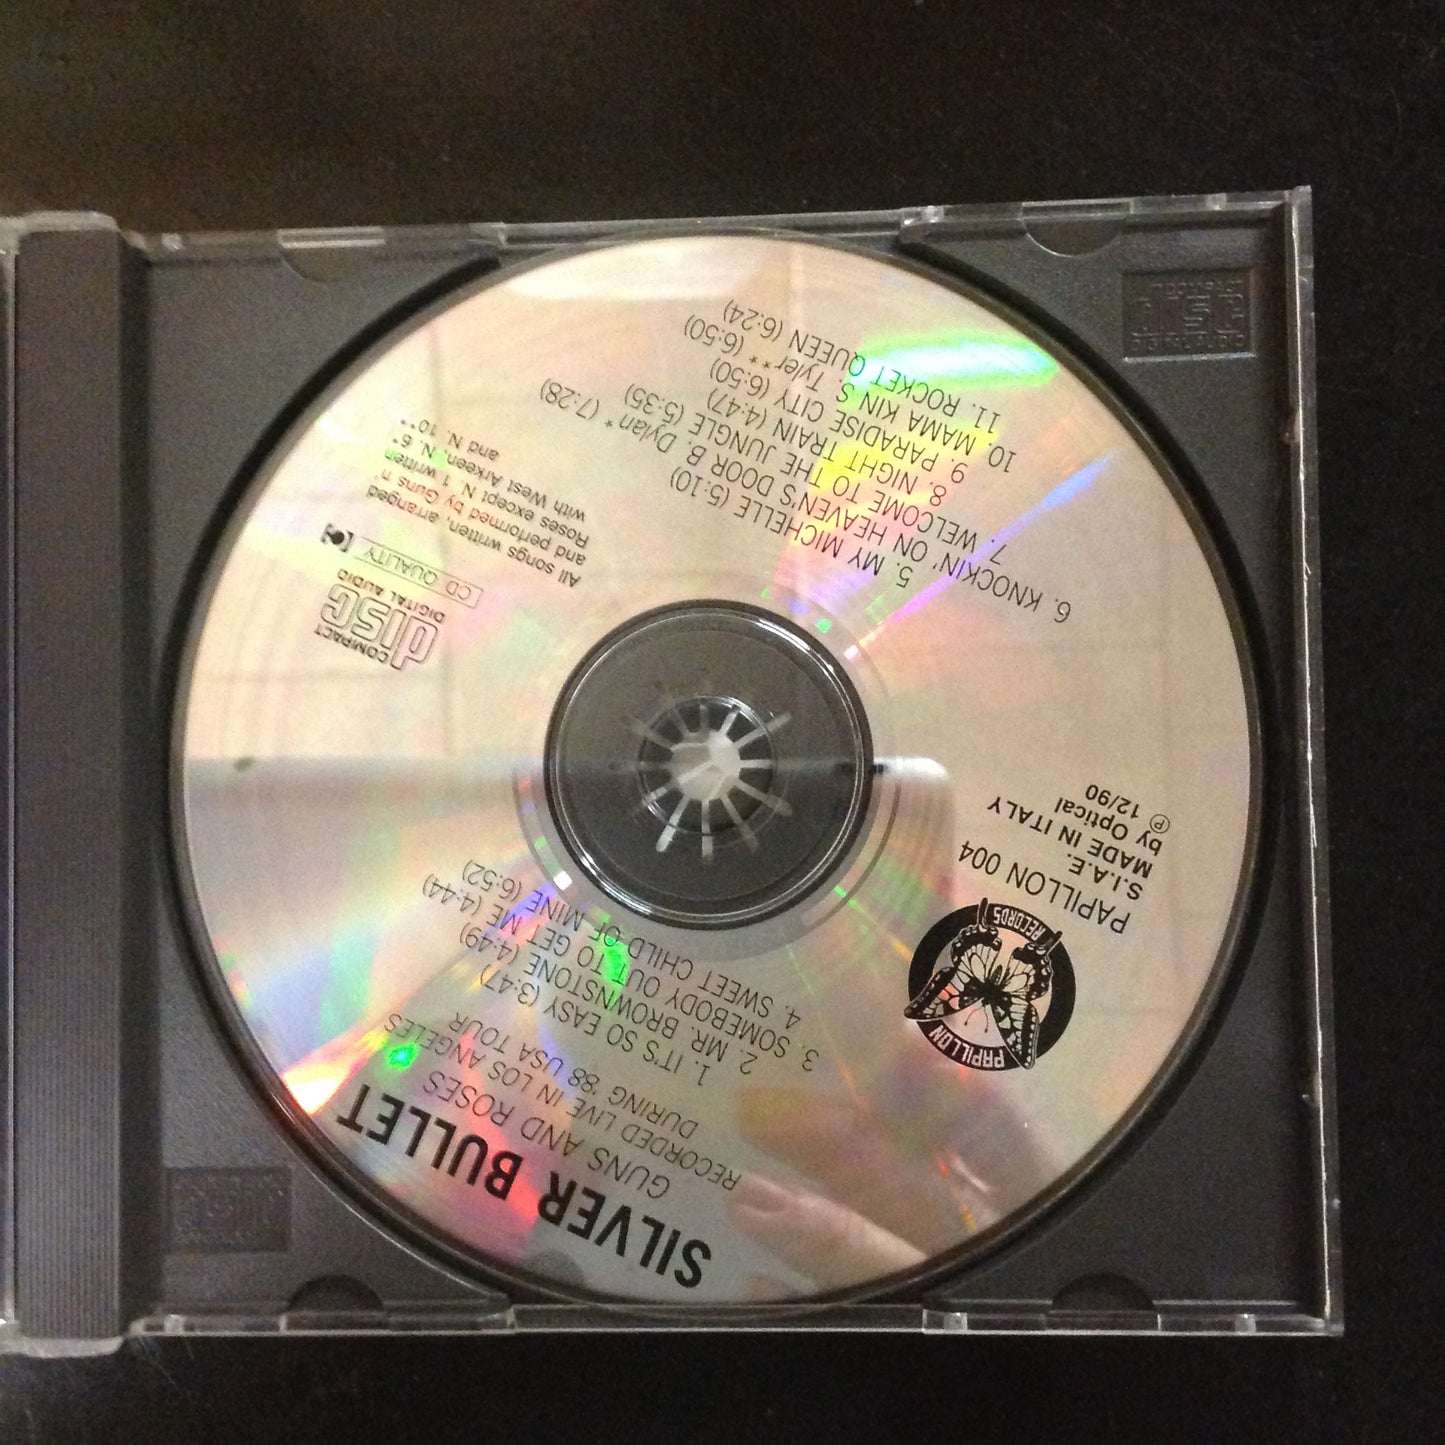 SILVER BULLET
GUNS AND ROSES
RECORDED LIVE IN LOS ANGELES
DURING '88 USA TOUR
1. IT'S SO EASY (3:47)
2. MR. BROWNSTONE (4:49)
3. SOMEBODY OUT TO GET ME (4:44)
4. SWEET CHILD OF MINE (6:52)
PAPILLON
RECORDS
PAPILLON 004
S.I.A.E.
MADE IN ITALY
by Optical
℗ 12/90
COMPACT
disc
DIGITAL AUDIO
CD QUALITY
5. MY MICHELLE (5:10)
6. KNOCKIN' ON HEAVEN'S DOOR B. Dylan* (7:28)
7. WELCOME TO THE JUNGLE (5:35)
8. NIGHT TRAIN (4:47)
9. PARADISE CITY (6:50)
10. MAMA KIN S. Tyler** (6:50)
11. ROCKET QUEEN (6:24)
All songs written, arranged
and performed by Guns n'
Roses except N. 1 written
with West Arkeen, N. 6*
and N. 10**
DIGITAL AUDIO